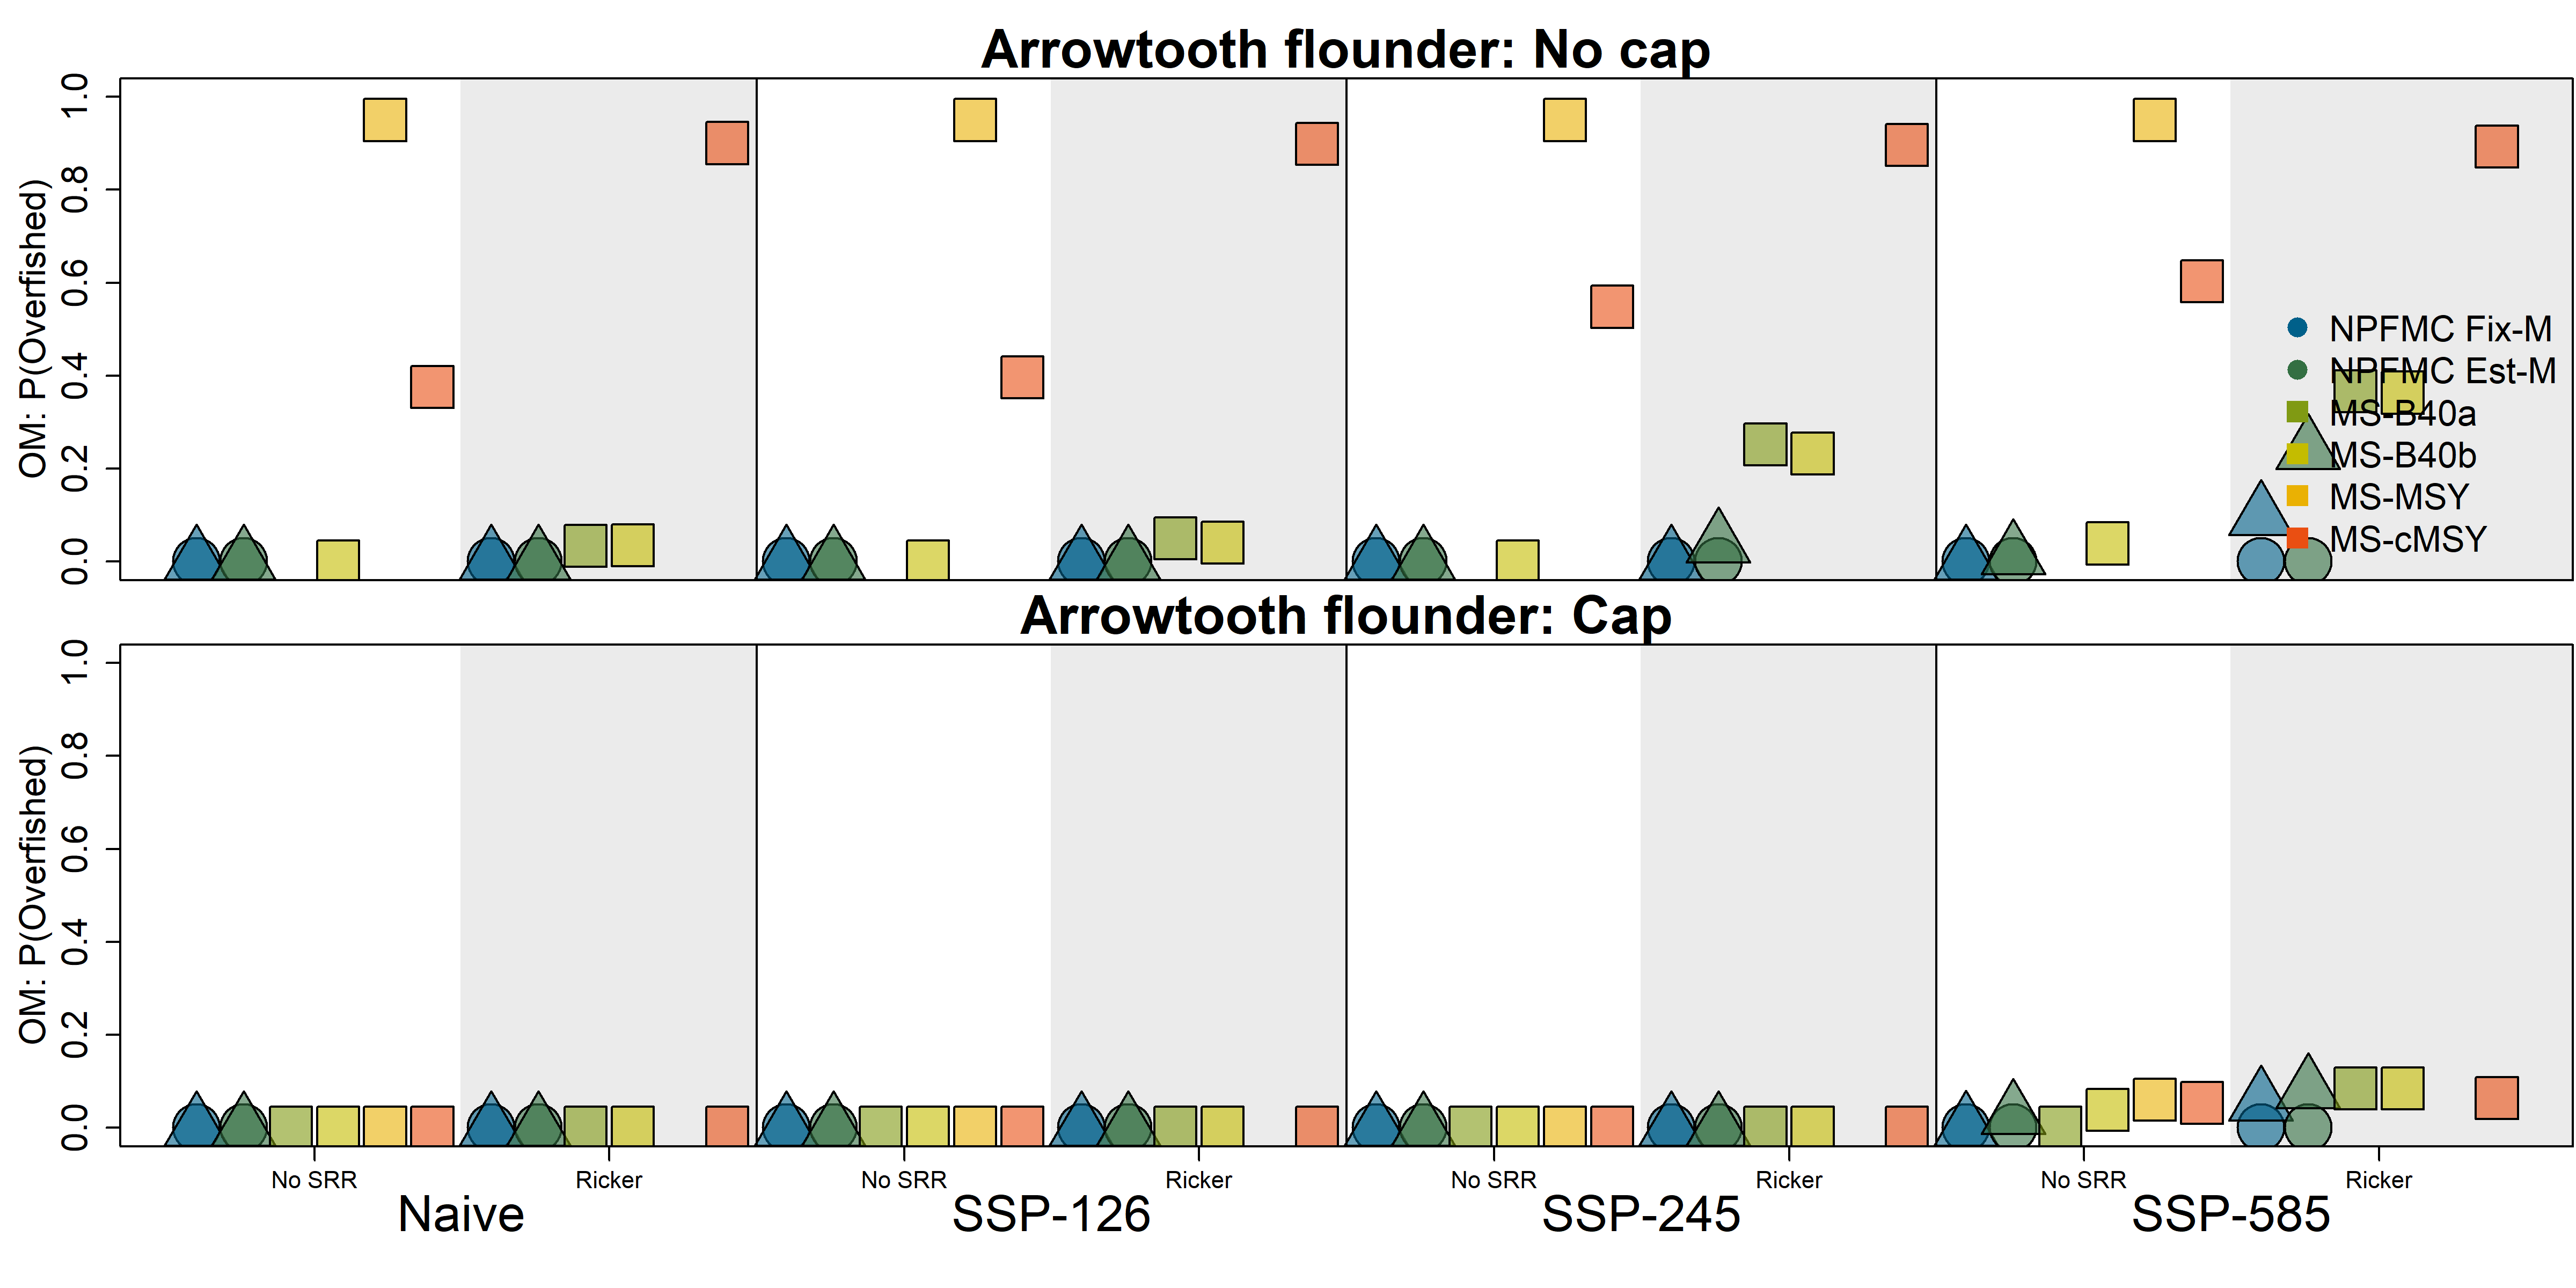 Arrowtooth flounder: No cap
OM: P(Overfished)
1.0
0.8
0.6
0.4
0.2
0.0
NPFMC Fix-M
NPFMC Est-M
MS-B40a
MS-B40b
MS-MSY
MS-cMSY
Arrowtooth flounder: Cap
OM: P(Overfished)
1.0
0.8
0.6
0.4
0.2
0.0
No SRR Ricker No SRR Ricker No SRR Ricker No SRR Ricker
Naive SSP-126 SSP-245 SSP-585